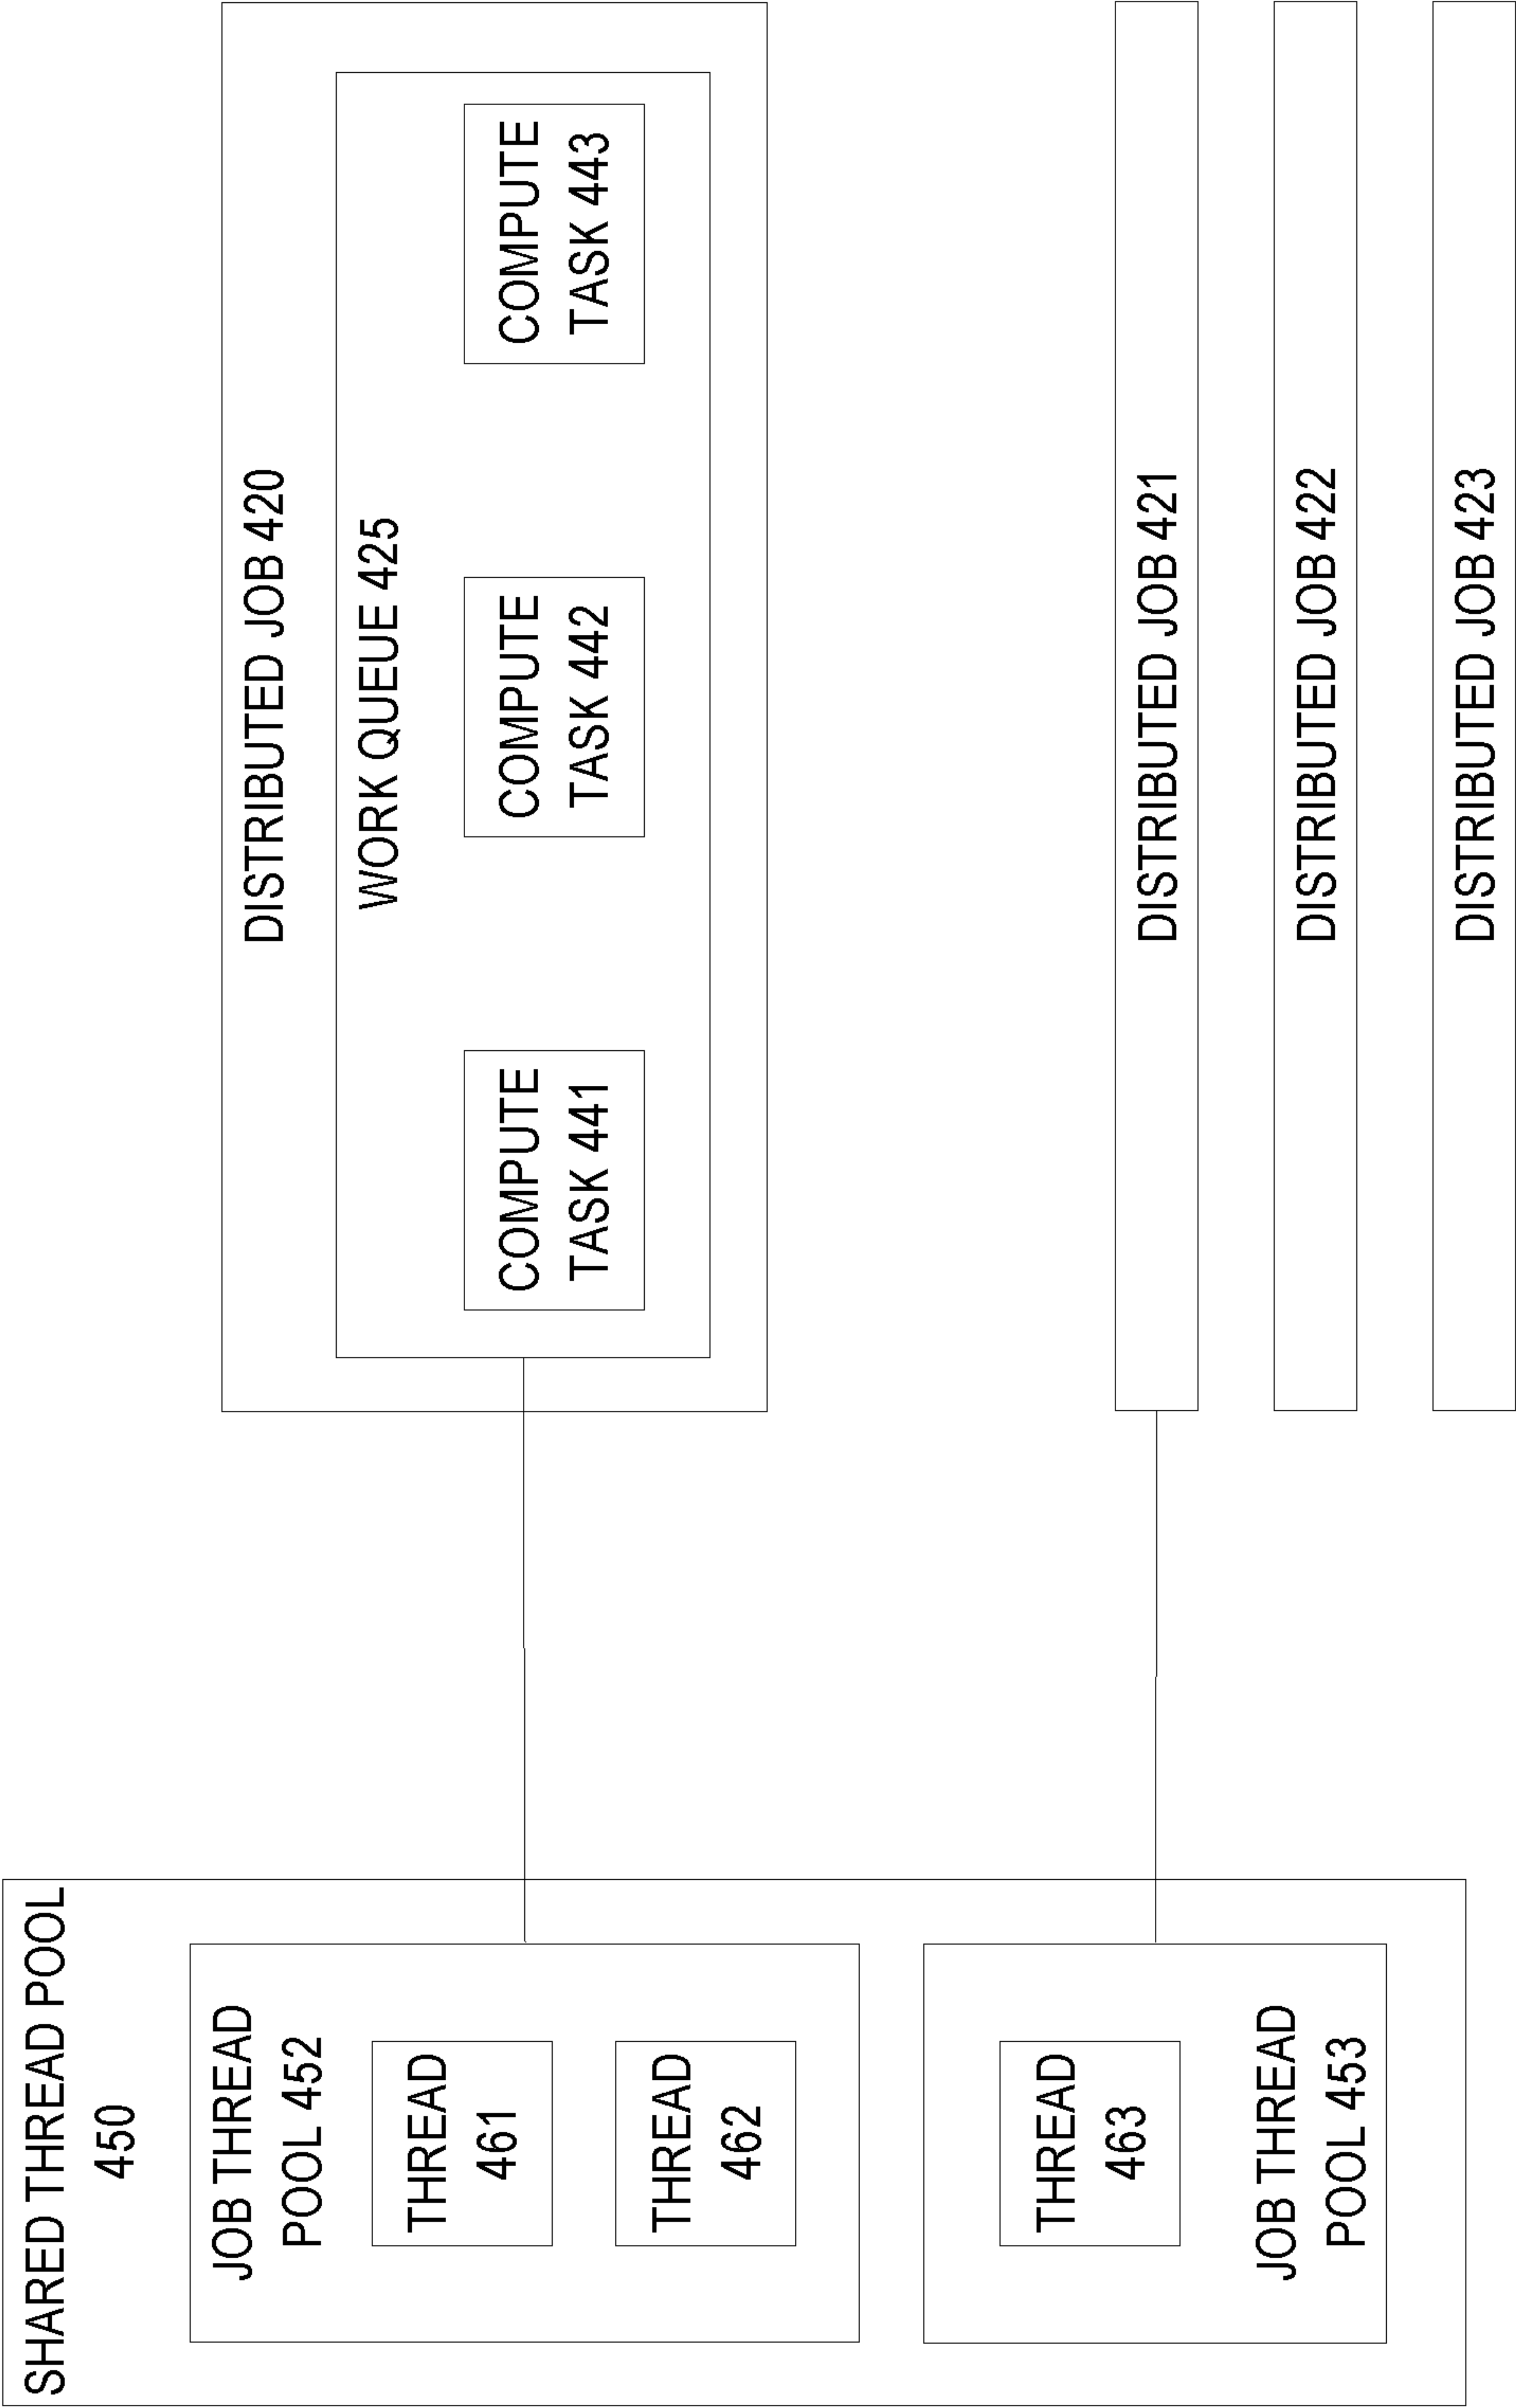 SHARED THREAD POOL
450
JOB THREAD
POOL 452
THREAD
461
THREAD
462
THREAD
463
JOB THREAD
POOL 453
DISTRIBUTED JOB 420
WORK QUEUE 425
COMPUTE
TASK 441
COMPUTE
TASK 442
COMPUTE
TASK 443
DISTRIBUTED JOB 421
DISTRIBUTED JOB 422
DISTRIBUTED JOB 423